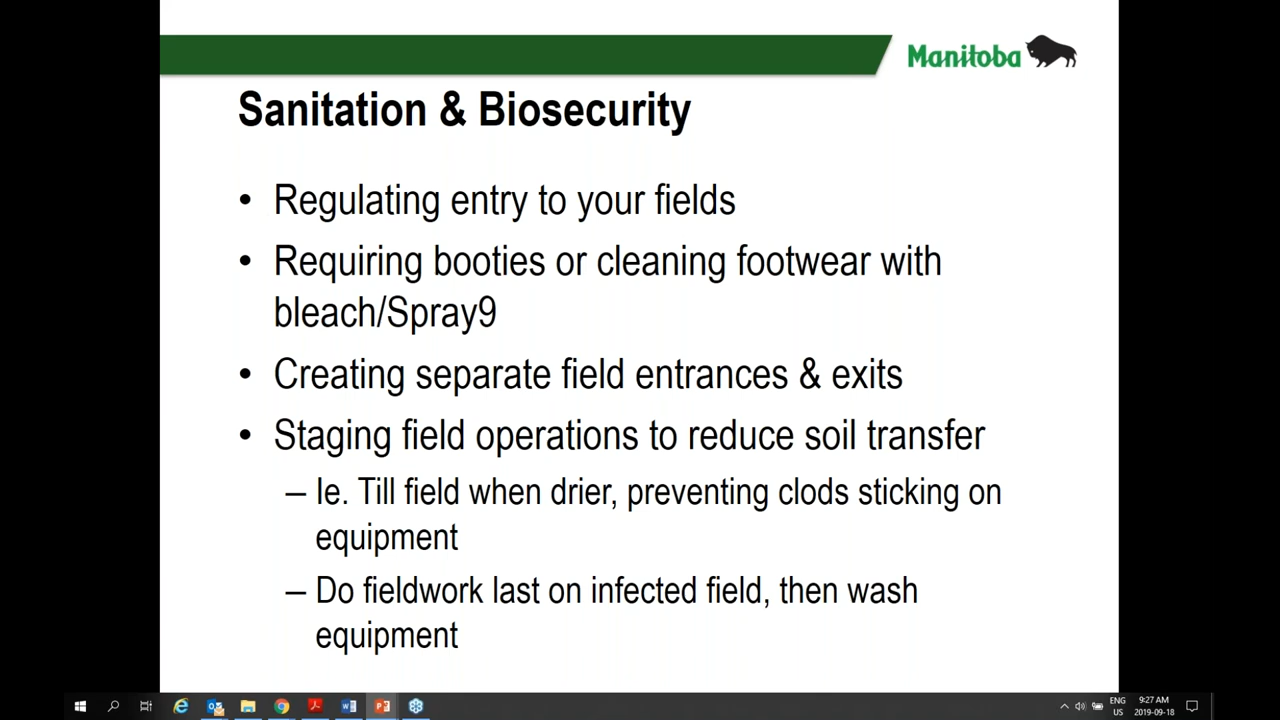 Manitoba
Sanitation & Biosecurity
• Regulating entry to your fields
• Requiring booties or cleaning footwear with
bleach/Spray9
• Creating separate field entrances & exits
• Staging field operations to reduce soil transfer
– Ie. Till field when drier, preventing clods sticking on
equipment
– Do fieldwork last on infected field, then wash
equipment
ENG
US
9:27 AM
2019-09-18